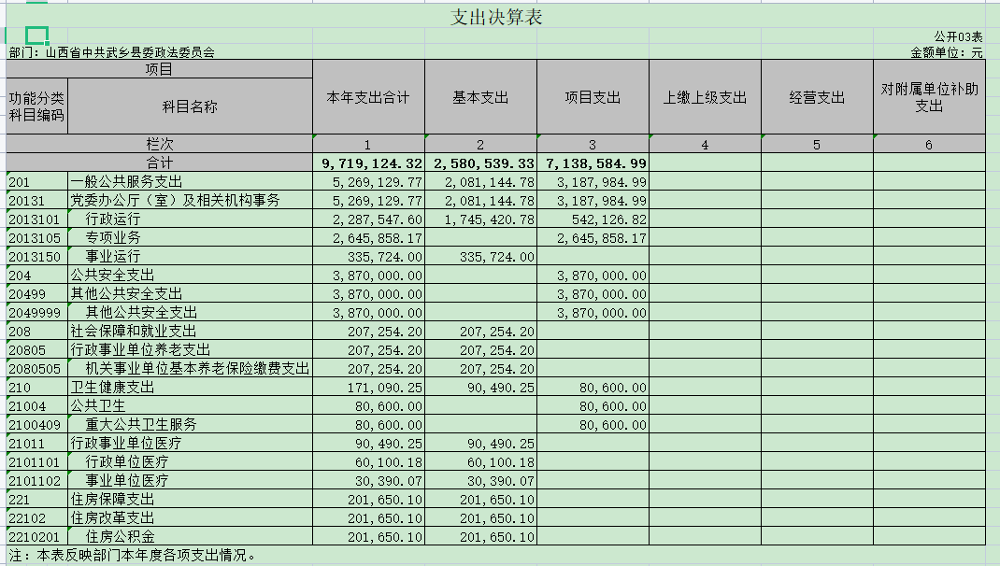 支出决算表
公开03表
部门：山西省中共武乡县委政法委员会 金额单位：元
项目 本年支出合计 基本支出 项目支出 上缴上级支出 经营支出 对附属单位补助支出
功能分类科目编码 科目名称
栏次 1 2 3 4 5 6
合计 9,719,124.32 2,580,539.33 7,138,584.99
201 一般公共服务支出 5,269,129.77 2,081,144.78 3,187,984.99
20131 党委办公厅（室）及相关机构事务 5,269,129.77 2,081,144.78 3,187,984.99
2013101 行政运行 2,287,547.60 1,745,420.78 542,126.82
2013105 专项业务 2,645,858.17 2,645,858.17
2013150 事业运行 335,724.00 335,724.00
204 公共安全支出 3,870,000.00 3,870,000.00
20499 其他公共安全支出 3,870,000.00 3,870,000.00
2049999 其他公共安全支出 3,870,000.00 3,870,000.00
208 社会保障和就业支出 207,254.20 207,254.20
20805 行政事业单位养老支出 207,254.20 207,254.20
2080505 机关事业单位基本养老保险缴费支出 207,254.20 207,254.20
210 卫生健康支出 171,090.25 90,490.25 80,600.00
21004 公共卫生 80,600.00 80,600.00
2100409 重大公共卫生服务 80,600.00 80,600.00
21011 行政事业单位医疗 90,490.25 90,490.25
2101101 行政单位医疗 60,100.18 60,100.18
2101102 事业单位医疗 30,390.07 30,390.07
221 住房保障支出 201,650.10 201,650.10
22102 住房改革支出 201,650.10 201,650.10
2210201 住房公积金 201,650.10 201,650.10
注：本表反映部门本年度各项支出情况。